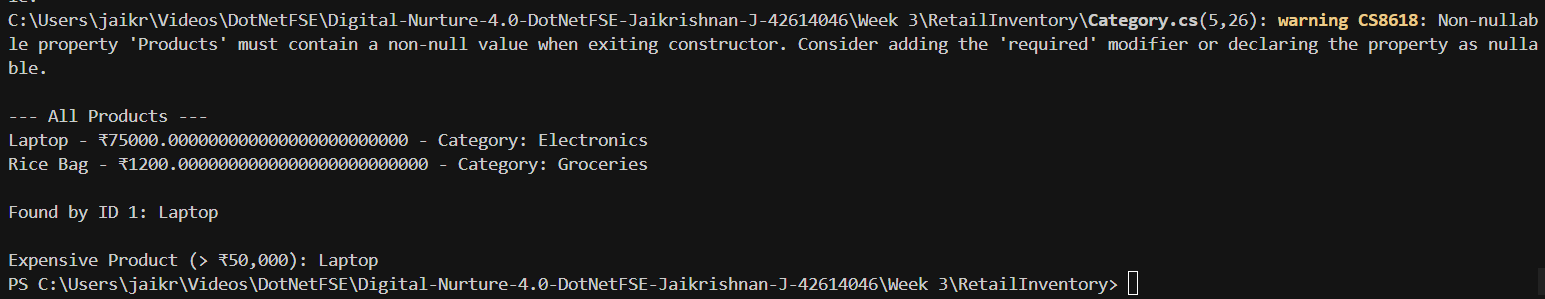 C:\Users\jaikr\Videos\DotNetFSE\Digital-Nurture-4.0-DotNetFSE-Jaikrishnan-J-42614046\Week 3\RetailInventory\Category.cs(5,26): warning CS8618: Non-nullab
le property 'Products' must contain a non-null value when exiting constructor. Consider adding the 'required' modifier or declaring the property as nulla
ble.
--- All Products ---
Laptop - ₹75000.000000000000000000000000 - Category: Electronics
Rice Bag - ₹1200.0000000000000000000000000 - Category: Groceries
Found by ID 1: Laptop
Expensive Product (> ₹50,000): Laptop
PS C:\Users\jaikr\Videos\DotNetFSE\Digital-Nurture-4.0-DotNetFSE-Jaikrishnan-J-42614046\Week 3\RetailInventory>